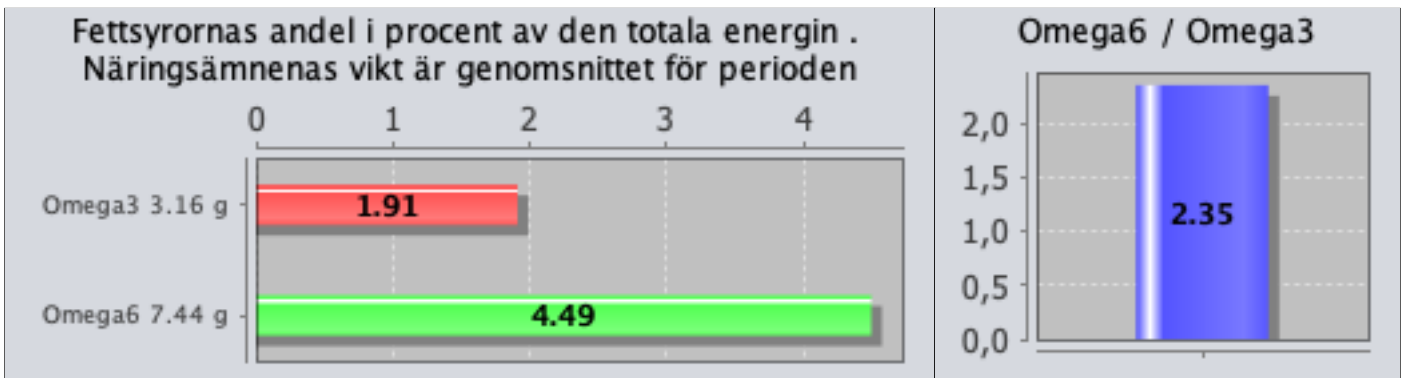 Fettsyrornas andel i procent av den totala energin .
Näringsämnenas vikt är genomsnittet för perioden
0 1 2 3 4
Omega3 3.16 g 1.91
Omega6 7.44 g 4.49
Omega6 / Omega3
2,0
1,5
1,0
0,5
0,0
2.35